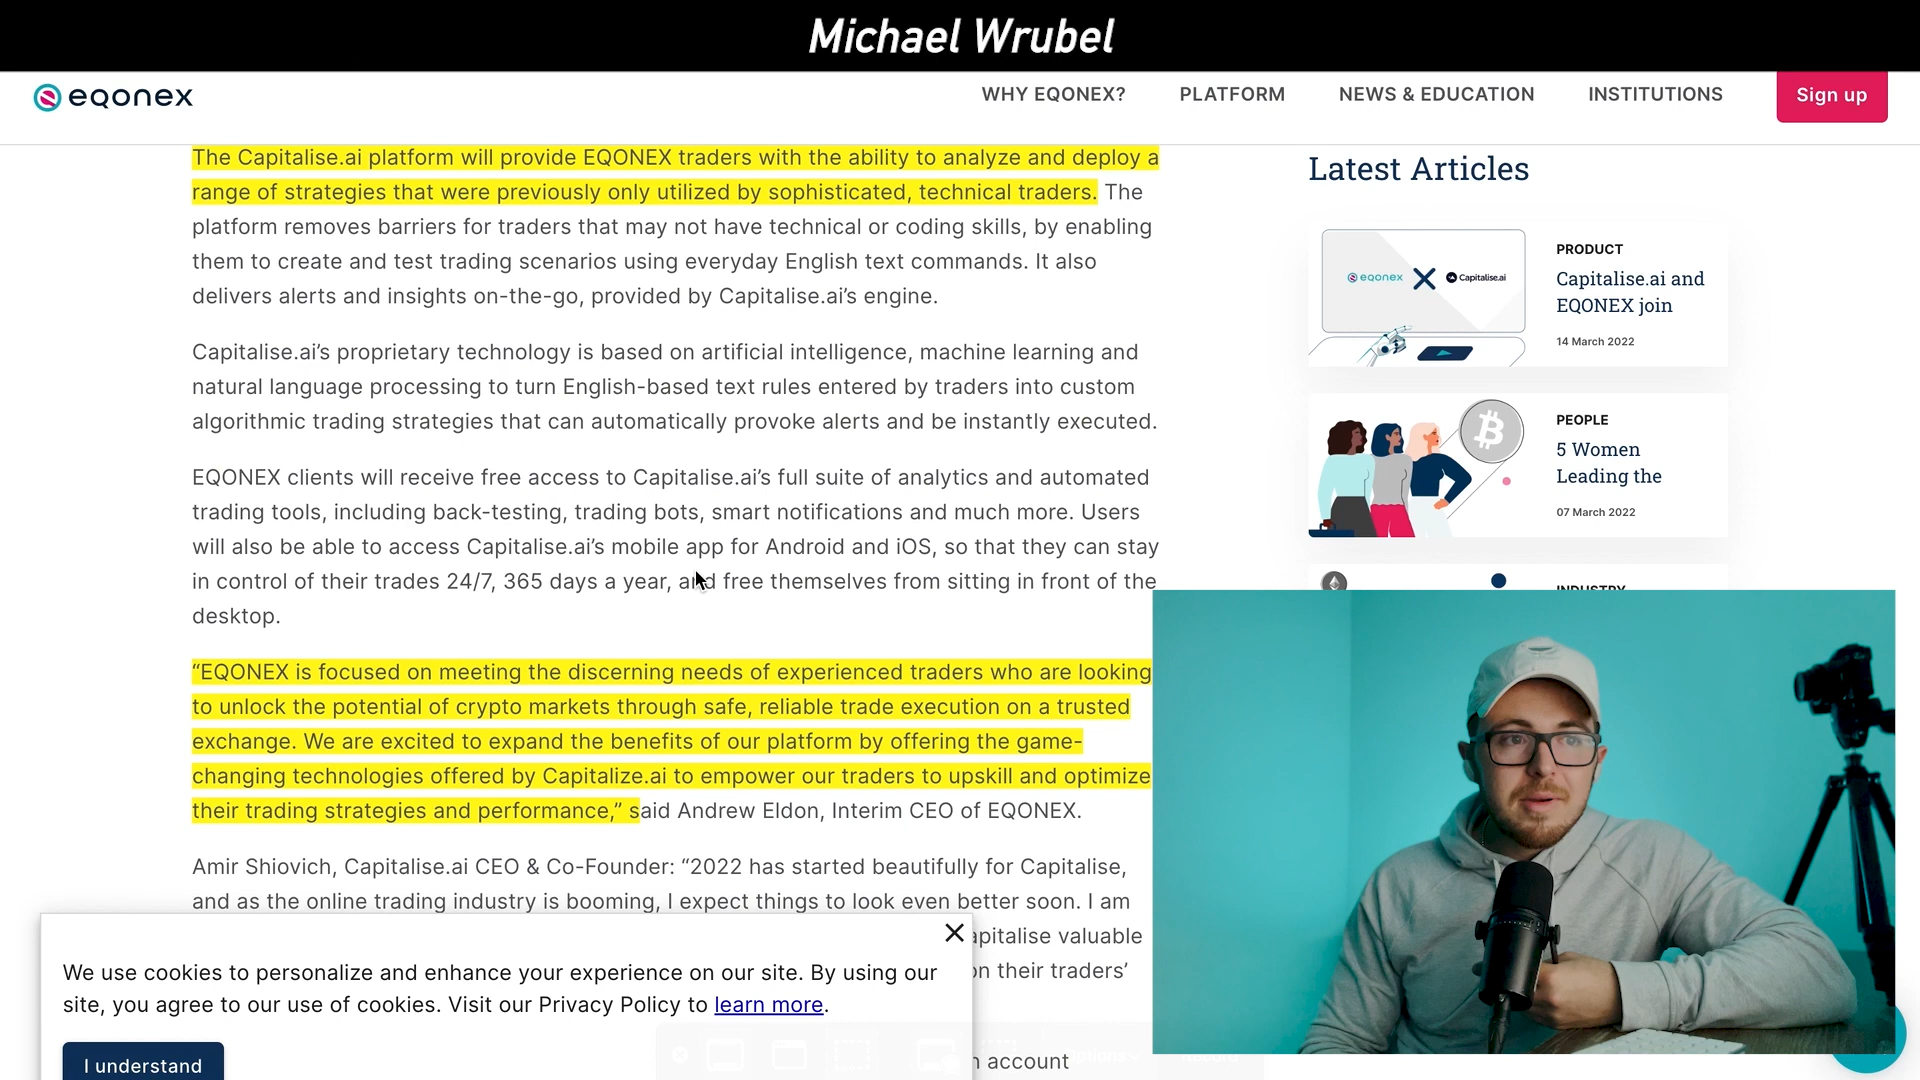 Michael Wrubel
eqonex
WHY EQONEX? PLATFORM NEWS & EDUCATION INSTITUTIONS Sign up
The Capitalise.ai platform will provide EQONEX traders with the ability to analyze and deploy a
range of strategies that were previously only utilized by sophisticated, technical traders. The
platform removes barriers for traders that may not have technical or coding skills, by enabling
them to create and test trading scenarios using everyday English text commands. It also
delivers alerts and insights on-the-go, provided by Capitalise.ai’s engine.
Capitalise.ai’s proprietary technology is based on artificial intelligence, machine learning and
natural language processing to turn English-based text rules entered by traders into custom
algorithmic trading strategies that can automatically provoke alerts and be instantly executed.
EQONEX clients will receive free access to Capitalise.ai’s full suite of analytics and automated
trading tools, including back-testing, trading bots, smart notifications and much more. Users
will also be able to access Capitalise.ai’s mobile app for Android and iOS, so that they can stay
in control of their trades 24/7, 365 days a year, and free themselves from sitting in front of the
desktop.
“EQONEX is focused on meeting the discerning needs of experienced traders who are looking
to unlock the potential of crypto markets through safe, reliable trade execution on a trusted
exchange. We are excited to expand the benefits of our platform by offering the game-
changing technologies offered by Capitalize.ai to empower our traders to upskill and optimize
their trading strategies and performance,” said Andrew Eldon, Interim CEO of EQONEX.
Amir Shiovich, Capitalise.ai CEO & Co-Founder: “2022 has started beautifully for Capitalise,
and as the online trading industry is booming, I expect things to look even better soon. I am
apitalise valuable
on their traders’
account
We use cookies to personalize and enhance your experience on our site. By using our
site, you agree to our use of cookies. Visit our Privacy Policy to learn more.
I understand
Latest Articles
eqonex X Capitalise.ai
PRODUCT
Capitalise.ai and
EQONEX join
14 March 2022
PEOPLE
5 Women
Leading the
07 March 2022
INDUSTRY